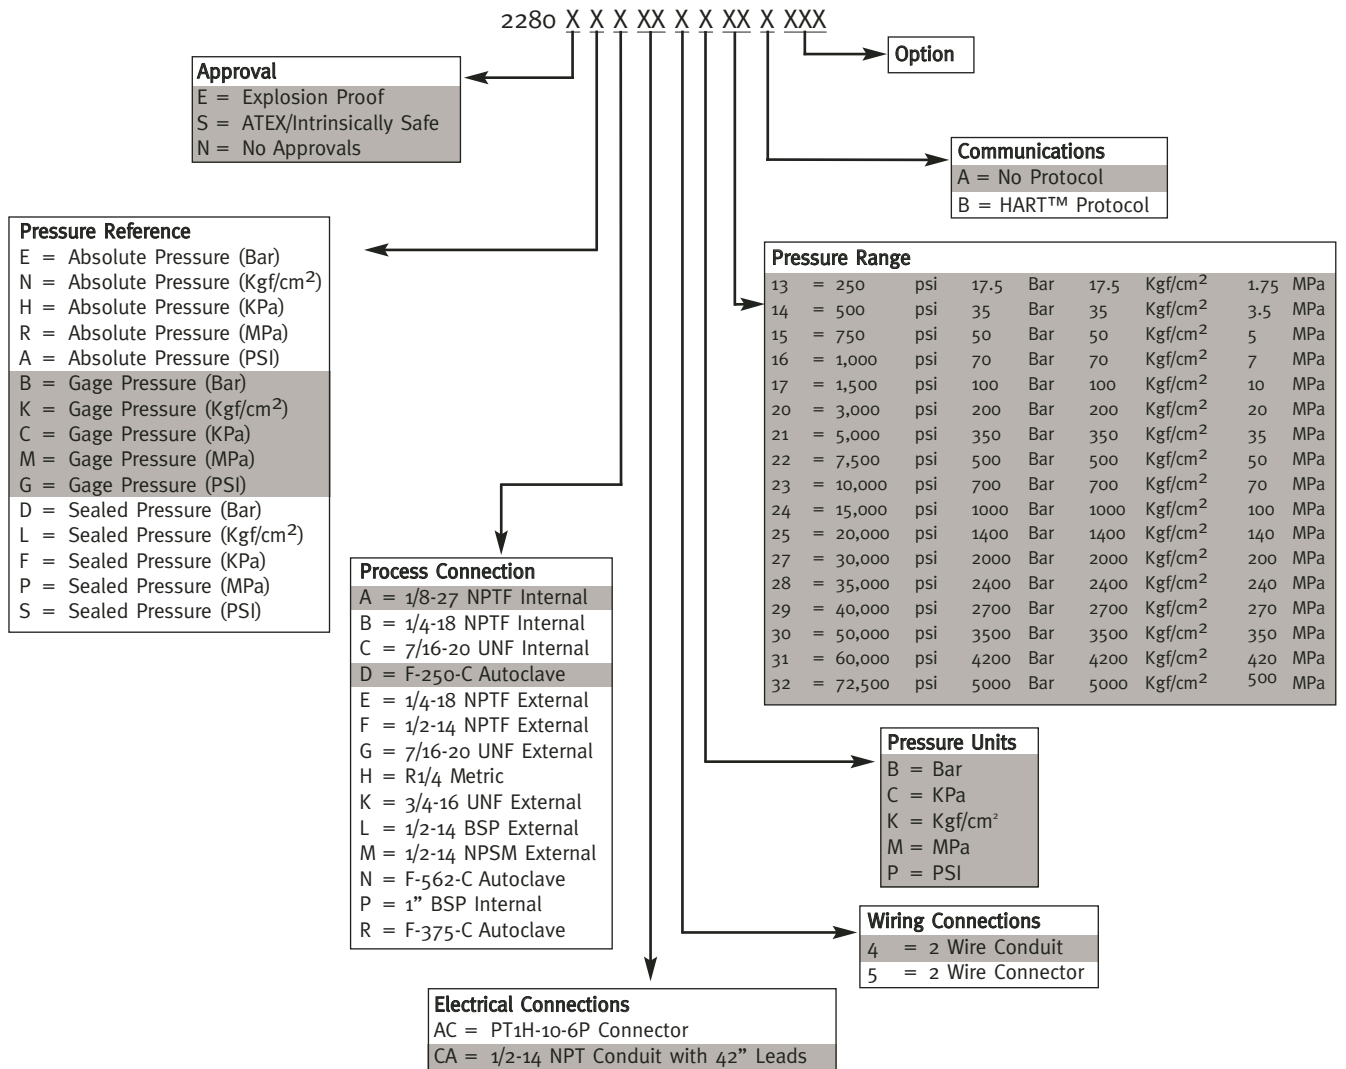 2280 X X X XX X X XX X XXX
Option
Approval
E = Explosion Proof
S = ATEX/Intrinsically Safe
N = No Approvals
Communications
A = No Protocol
B = HART™ Protocol
Pressure Reference
E = Absolute Pressure (Bar)
N = Absolute Pressure (Kgf/cm²)
H = Absolute Pressure (KPa)
R = Absolute Pressure (MPa)
A = Absolute Pressure (PSI)
B = Gage Pressure (Bar)
K = Gage Pressure (Kgf/cm²)
C = Gage Pressure (KPa)
M = Gage Pressure (MPa)
G = Gage Pressure (PSI)
D = Sealed Pressure (Bar)
L = Sealed Pressure (Kgf/cm²)
F = Sealed Pressure (KPa)
P = Sealed Pressure (MPa)
S = Sealed Pressure (PSI)
Pressure Range
13 = 250 psi 17.5 Bar 17.5 Kgf/cm² 1.75 MPa
14 = 500 psi 35 Bar 35 Kgf/cm² 3.5 MPa
15 = 750 psi 50 Bar 50 Kgf/cm² 5 MPa
16 = 1,000 psi 70 Bar 70 Kgf/cm² 7 MPa
17 = 1,500 psi 100 Bar 100 Kgf/cm² 10 MPa
20 = 3,000 psi 200 Bar 200 Kgf/cm² 20 MPa
21 = 5,000 psi 350 Bar 350 Kgf/cm² 35 MPa
22 = 7,500 psi 500 Bar 500 Kgf/cm² 50 MPa
23 = 10,000 psi 700 Bar 700 Kgf/cm² 70 MPa
24 = 15,000 psi 1000 Bar 1000 Kgf/cm² 100 MPa
25 = 20,000 psi 1400 Bar 1400 Kgf/cm² 140 MPa
27 = 30,000 psi 2000 Bar 2000 Kgf/cm² 200 MPa
28 = 35,000 psi 2400 Bar 2400 Kgf/cm² 240 MPa
29 = 40,000 psi 2700 Bar 2700 Kgf/cm² 270 MPa
30 = 50,000 psi 3500 Bar 3500 Kgf/cm² 350 MPa
31 = 60,000 psi 4200 Bar 4200 Kgf/cm² 420 MPa
32 = 72,500 psi 5000 Bar 5000 Kgf/cm² 500 MPa
Process Connection
A = 1/8-27 NPTF Internal
B = 1/4-18 NPTF Internal
C = 7/16-20 UNF Internal
D = F-250-C Autoclave
E = 1/4-18 NPTF External
F = 1/2-14 NPTF External
G = 7/16-20 UNF External
H = R1/4 Metric
K = 3/4-16 UNF External
L = 1/2-14 BSP External
M = 1/2-14 NPSM External
N = F-562-C Autoclave
P = 1” BSP Internal
R = F-375-C Autoclave
Pressure Units
B = Bar
C = KPa
K = Kgf/cm²
M = MPa
P = PSI
Wiring Connections
4 = 2 Wire Conduit
5 = 2 Wire Connector
Electrical Connections
AC = PT1H-10-6P Connector
CA = 1/2-14 NPT Conduit with 42” Leads